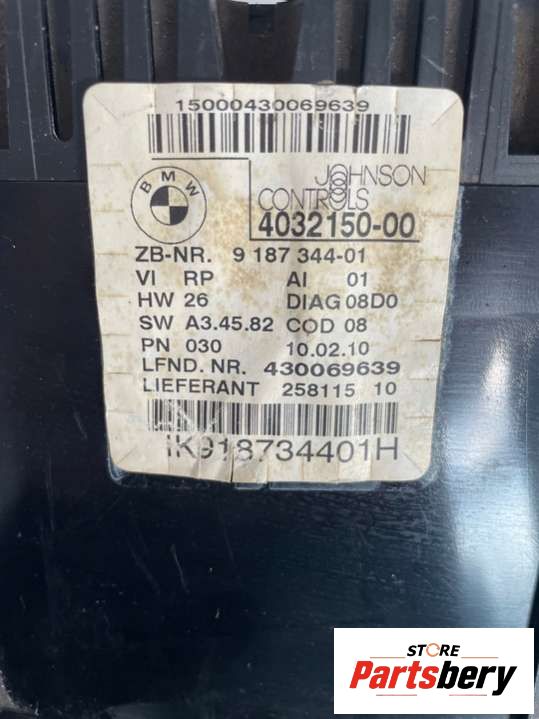 15000430069639
BMW
JOHNSON
CONTROLS
4032150-00
ZB-NR. 9 187 344-01
VI RP AI 01
HW 26 DIAG 08D0
SW A3.45.82 COD 08
PN 030 10.02.10
LFND. NR. 430069639
LIEFERANT 258115 10
IK918734401H
STORE
Partsbery